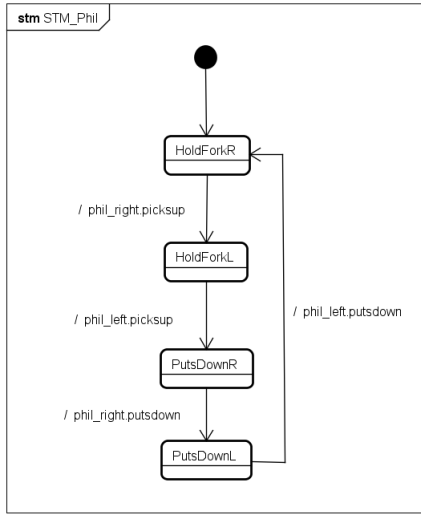 stm STM_Phil
HoldForkR
/ phil_right.picksup
HoldForkL
/ phil_left.putsdown
/ phil_left.picksup
PutsDownR
/ phil_right.putsdown
PutsDownL